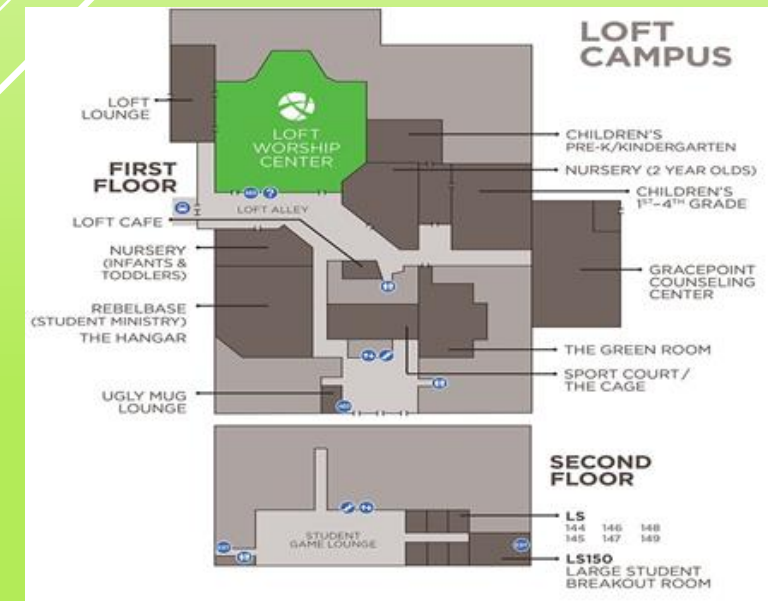 LOFT
CAMPUS
LOFT
LOUNGE
LOFT
WORSHIP
CENTER
CHILDREN'S
PRE-K/KINDERGARTEN
FIRST
FLOOR
NURSERY (2 YEAR OLDS)
CHILDREN'S
1ST–4TH GRADE
?
LOFT ALLEY
LOFT CAFE
NURSERY
(INFANTS &
TODDLERS)
GRACEPOINT
COUNSELING
CENTER
REBELBASE
(STUDENT MINISTRY)
THE HANGAR
THE GREEN ROOM
SPORT COURT /
THE CAGE
UGLY MUG
LOUNGE
SECOND
FLOOR
LS
144 146 148
145 147 149
STUDENT
GAME LOUNGE
LS150
LARGE STUDENT
BREAKOUT ROOM